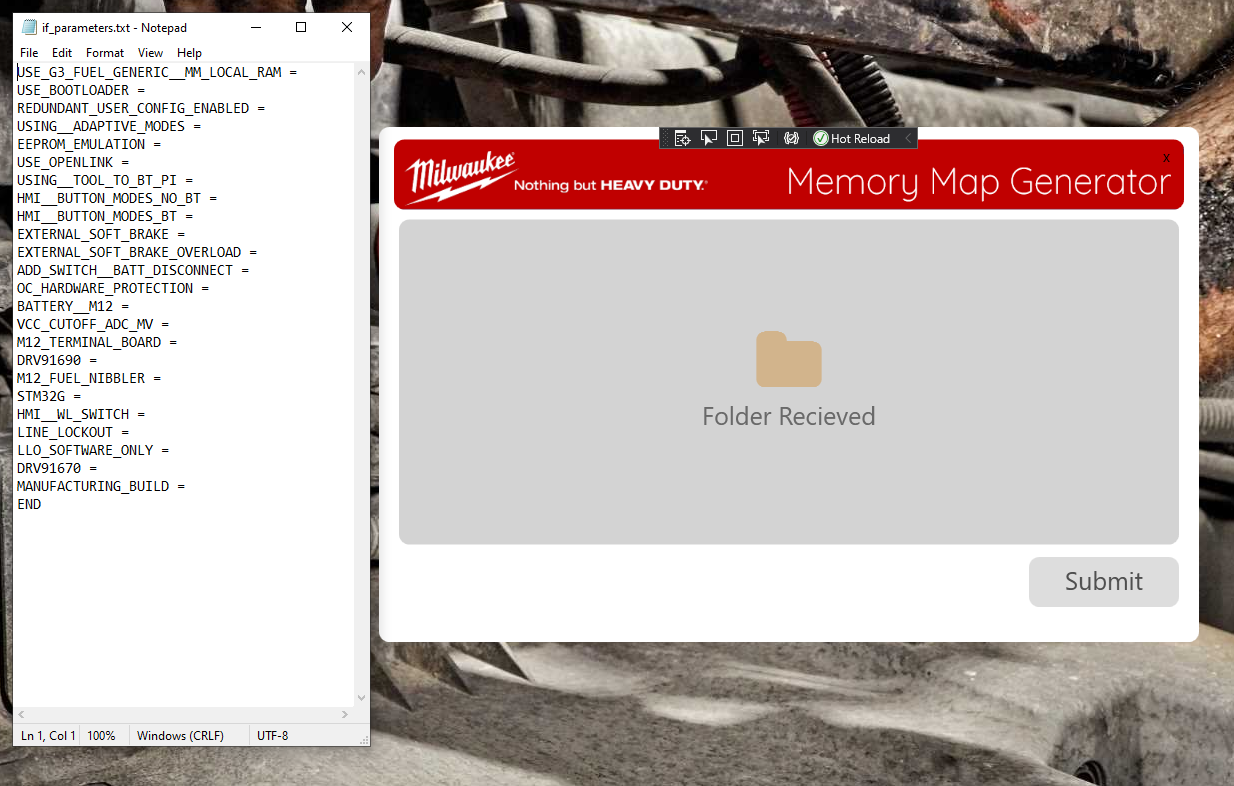 if_parameters.txt - Notepad
File Edit Format View Help
USE_G3_FUEL_GENERIC__MM_LOCAL_RAM =
USE_BOOTLOADER =
REDUNDANT_USER_CONFIG_ENABLED =
USING__ADAPTIVE_MODES =
EEPROM_EMULATION =
USE_OPENLINK =
USING__TOOL_TO_BT_PI =
HMI__BUTTON_MODES_NO_BT =
HMI__BUTTON_MODES_BT =
EXTERNAL_SOFT_BRAKE =
EXTERNAL_SOFT_BRAKE_OVERLOAD =
ADD_SWITCH__BATT_DISCONNECT =
OC_HARDWARE_PROTECTION =
BATTERY__M12 =
VCC_CUTOFF_ADC_MV =
M12_TERMINAL_BOARD =
DRV91690 =
M12_FUEL_NIBBLER =
STM32G =
HMI__WL_SWITCH =
LINE_LOCKOUT =
LLO_SOFTWARE_ONLY =
DRV91670 =
MANUFACTURING_BUILD =
END
Ln 1, Col 1 100% Windows (CRLF) UTF-8
Hot Reload
x
Milwaukee Nothing but HEAVY DUTY.
Memory Map Generator
Folder Recieved
Submit